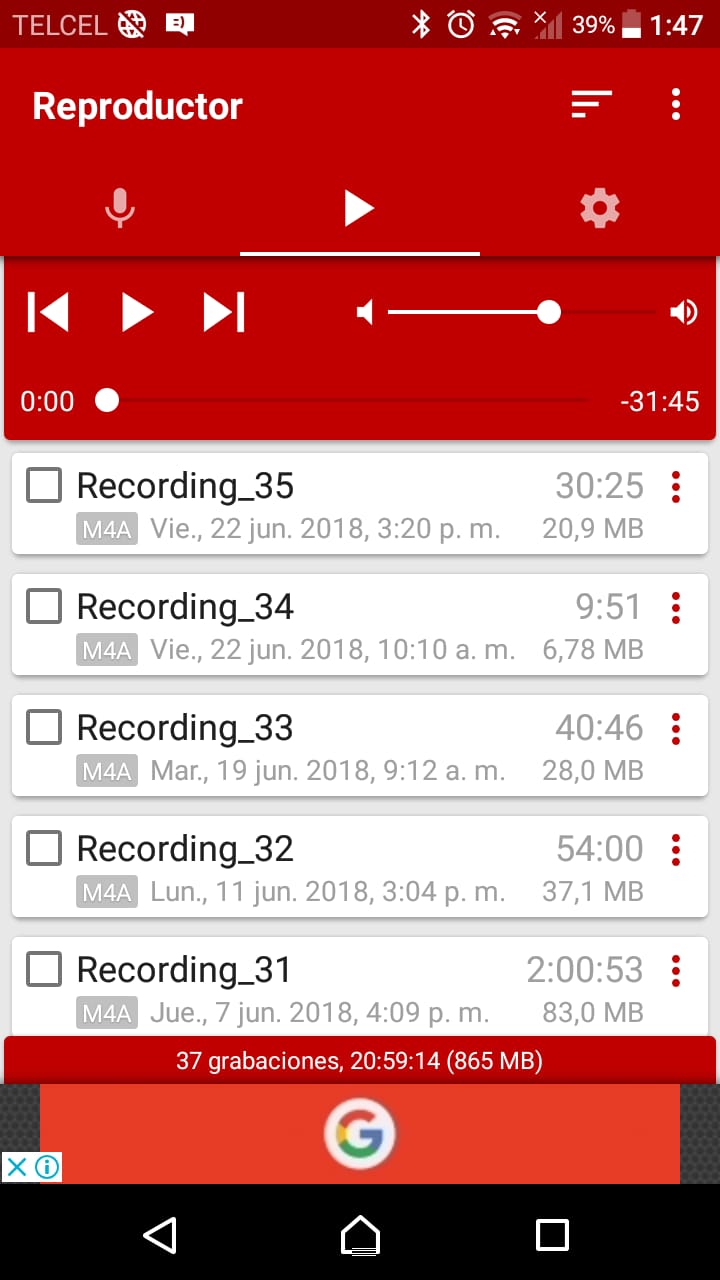 TELCEL 39% 1:47
Reproductor
0:00 -31:45
Recording_35 30:25
M4A Vie., 22 jun. 2018, 3:20 p. m. 20,9 MB
Recording_34 9:51
M4A Vie., 22 jun. 2018, 10:10 a. m. 6,78 MB
Recording_33 40:46
M4A Mar., 19 jun. 2018, 9:12 a. m. 28,0 MB
Recording_32 54:00
M4A Lun., 11 jun. 2018, 3:04 p. m. 37,1 MB
Recording_31 2:00:53
M4A Jue., 7 jun. 2018, 4:09 p. m. 83,0 MB
37 grabaciones, 20:59:14 (865 MB)
G